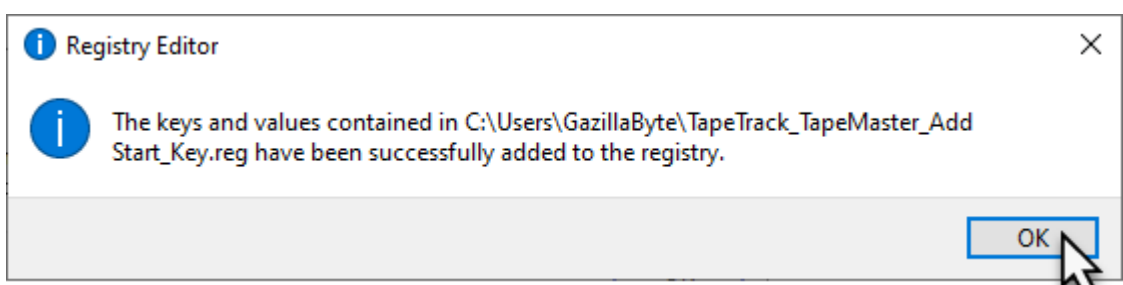 Registry Editor
The keys and values contained in C:\Users\GazillaByte\TapeTrack_TapeMaster_Add
Start_Key.reg have been successfully added to the registry.
OK